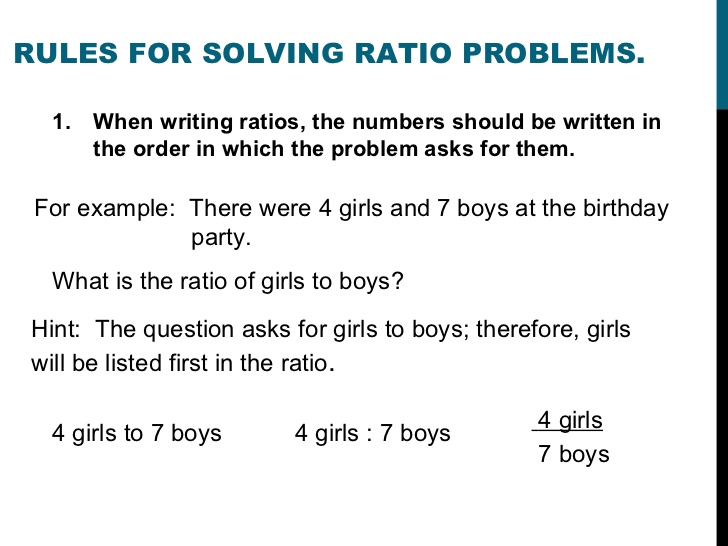 RULES FOR SOLVING RATIO PROBLEMS.
1. When writing ratios, the numbers should be written in
the order in which the problem asks for them.
For example: There were 4 girls and 7 boys at the birthday
party.
What is the ratio of girls to boys?
Hint: The question asks for girls to boys; therefore, girls
will be listed first in the ratio.
4 girls to 7 boys 4 girls : 7 boys 4 girls
7 boys